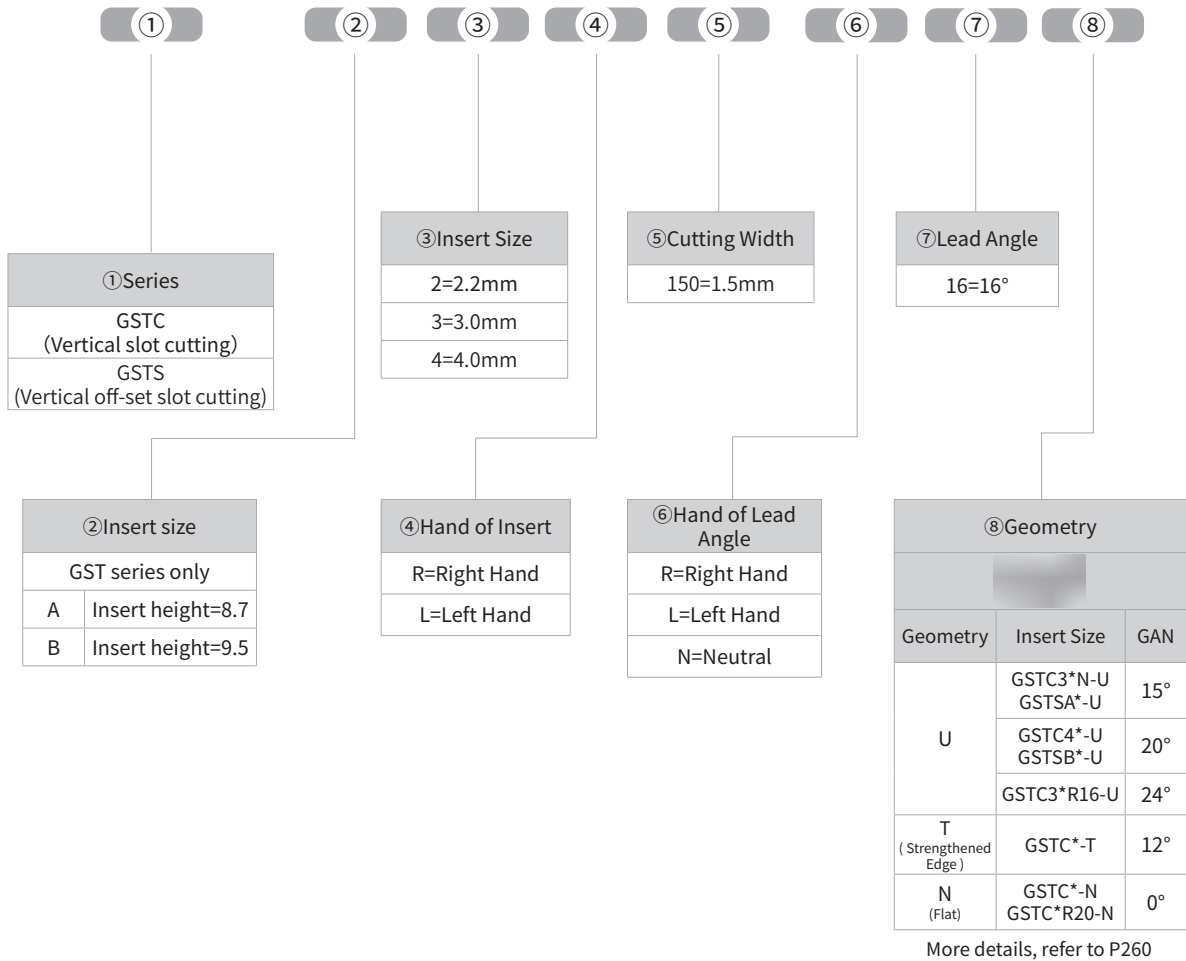 ① ② ③ ④ ⑤ ⑥ ⑦ ⑧
①Series
GSTC
(Vertical slot cutting)
GSTS
(Vertical off-set slot cutting)
③Insert Size
2=2.2mm
3=3.0mm
4=4.0mm
⑤Cutting Width
150=1.5mm
⑦Lead Angle
16=16°
②Insert size
GST series only
A Insert height=8.7
B Insert height=9.5
④Hand of Insert
R=Right Hand
L=Left Hand
⑥Hand of Lead
Angle
R=Right Hand
L=Left Hand
N=Neutral
⑧Geometry
Geometry Insert Size GAN
U
GSTC3*N-U
GSTSA*-U
15°
GSTC4*-U
GSTSB*-U
20°
GSTC3*R16-U 24°
T
( Strengthened
Edge )
GSTC*-T 12°
N
(Flat)
GSTC*-N
GSTC*R20-N
0°
More details, refer to P260